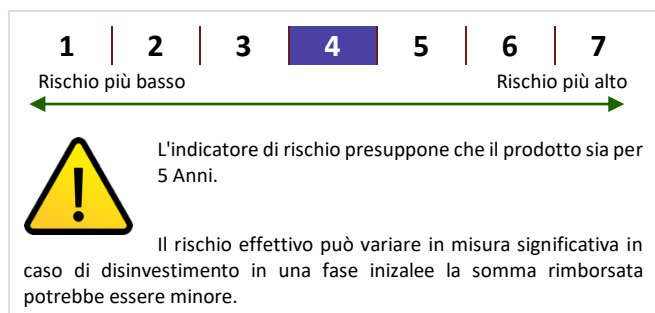 1 2 3 4 5 6 7
Rischio più basso Rischio più alto
L'indicatore di rischio presuppone che il prodotto sia per
5 Anni.
Il rischio effettivo può variare in misura significativa in
caso di disinvestimento in una fase inizalee la somma rimborsata
potrebbe essere minore.